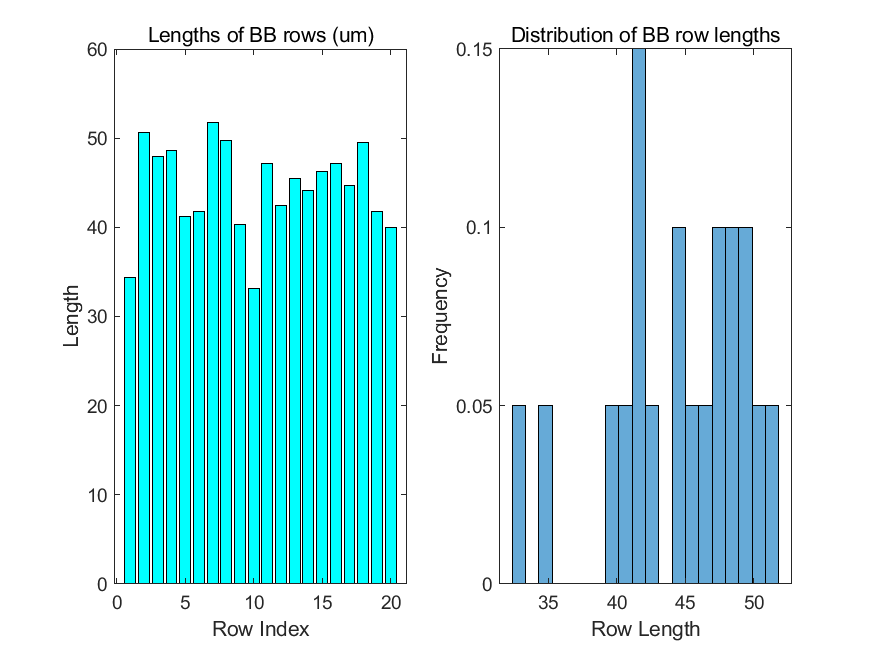 Lengths of BB rows (um)
60
50
40
30
20
10
0
Length
0 5 10 15 20
Row Index
Distribution of BB row lengths
0.15
0.1
0.05
0
Frequency
35 40 45 50
Row Length